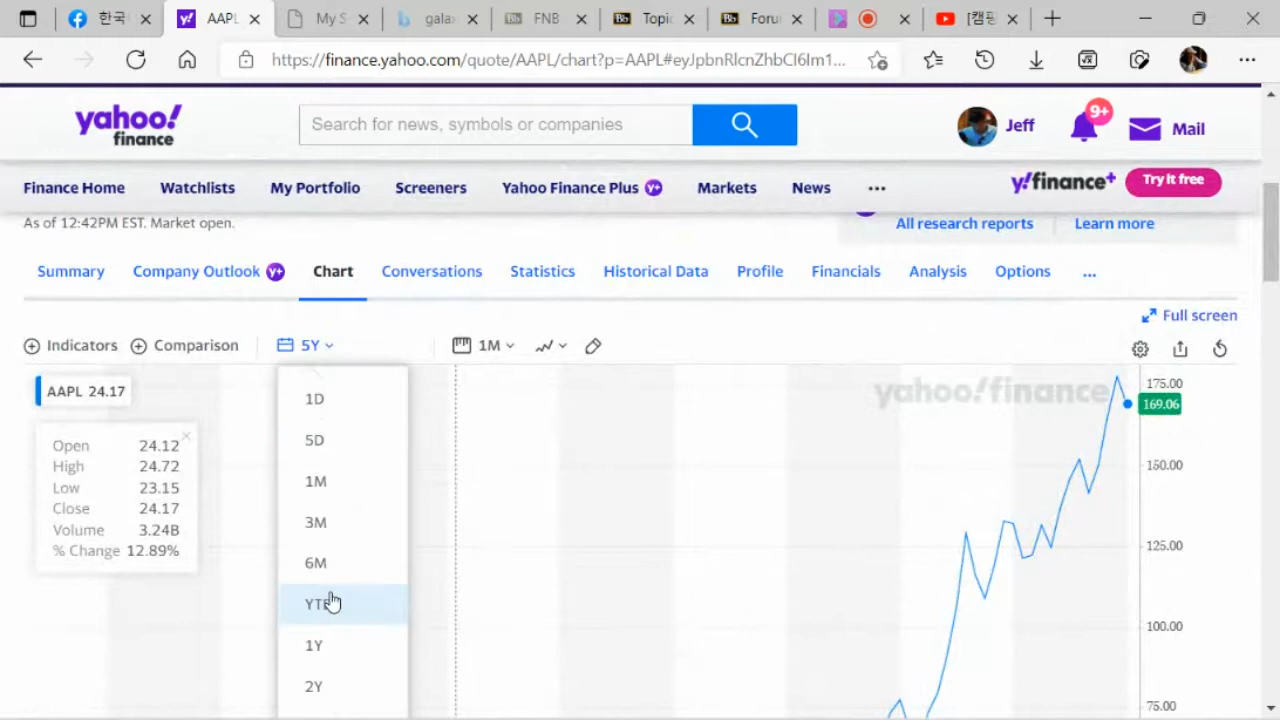 한국
AAPL
My S
gala
FNB
Topic
Foru
[캠핑
https://finance.yahoo.com/quote/AAPL/chart?p=AAPL#eyJpbnRlcnZhbCI6Im1...
yahoo!
finance
Search for news, symbols or companies
Jeff
9+
Mail
Finance Home Watchlists My Portfolio Screeners Yahoo Finance Plus y+ Markets News ...
y!finance+ Try it free
As of 12:42PM EST. Market open.
All research reports Learn more
Summary Company Outlook y+ Chart Conversations Statistics Historical Data Profile Financials Analysis Options ...
Full screen
Indicators Comparison 5Y 1M
AAPL 24.17
Open 24.12
High 24.72
Low 23.15
Close 24.17
Volume 3.24B
% Change 12.89%
1D
5D
1M
3M
6M
YTD
1Y
2Y
yahoo!finance
175.00
169.06
150.00
125.00
100.00
75.00